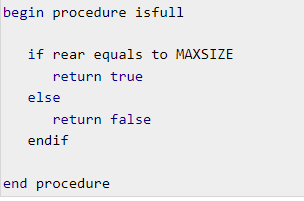 begin procedure isfull
if rear equals to MAXSIZE
return true
else
return false
endif
end procedure